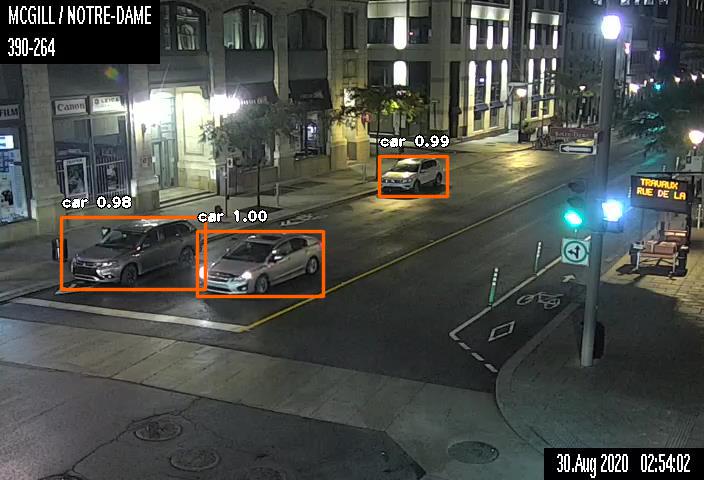 MCGILL / NOTRE-DAME
390-264
car 0.99
car 0.98
car 1.00
FILM
Canon
TRAVAUX
RUE DE LA
30.Aug 2020 02:54:02